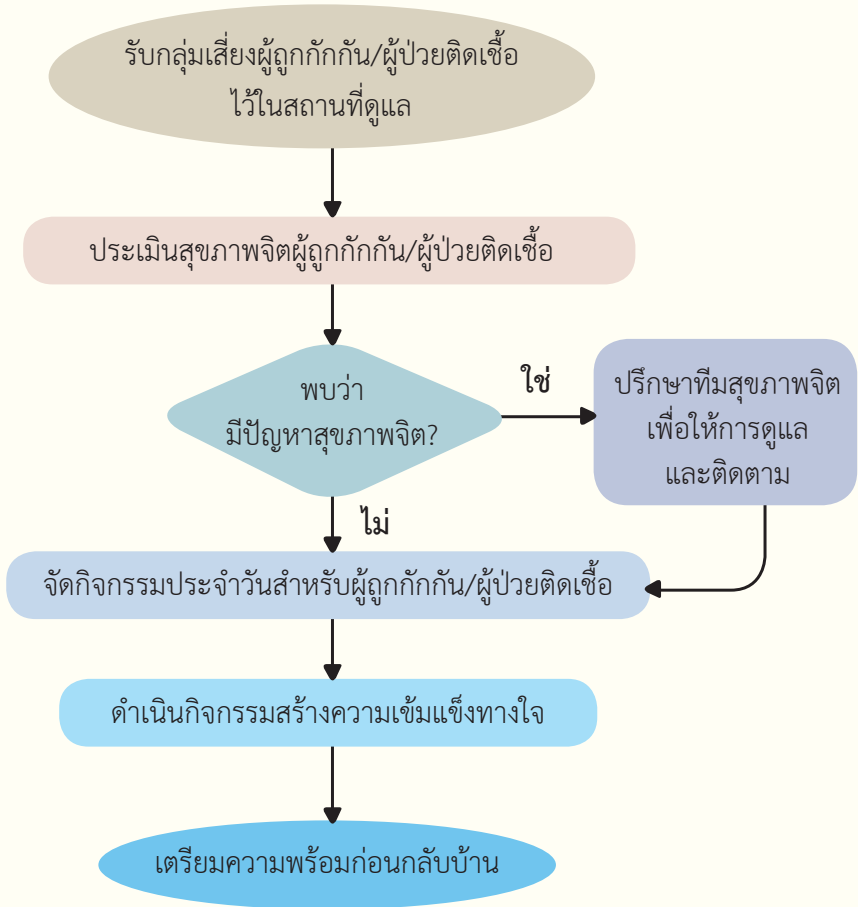 รับกลุ่มเสี่ยงผู้ถูกกักกัน/ผู้ป่วยติดเชื้อ
ไว้ในสถานที่ดูแล
ประเมินสุขภาพจิตผู้ถูกกักกัน/ผู้ป่วยติดเชื้อ
พบว่า
มีปัญหาสุขภาพจิต?
ใช่
ปรึกษาทีมสุขภาพจิต
เพื่อให้การดูแล
และติดตาม
ไม่
จัดกิจกรรมประจำวันสำหรับผู้ถูกกักกัน/ผู้ป่วยติดเชื้อ
ดำเนินกิจกรรมสร้างความเข้มแข็งทางใจ
เตรียมความพร้อมก่อนกลับบ้าน